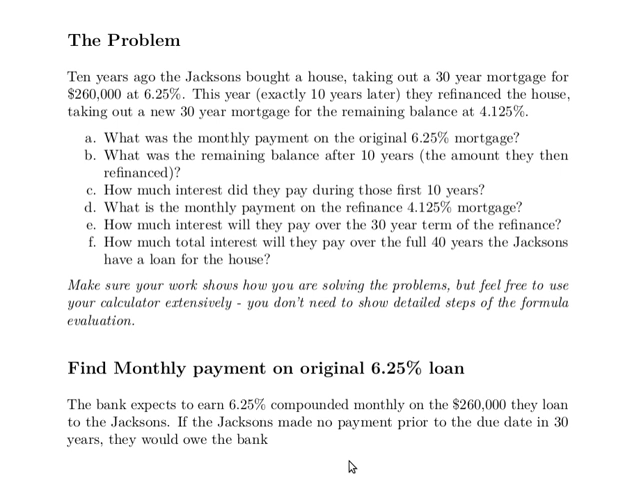 The Problem
Ten years ago the Jacksons bought a house, taking out a 30 year mortgage for
$260,000 at 6.25%. This year (exactly 10 years later) they refinanced the house,
taking out a new 30 year mortgage for the remaining balance at 4.125%.
a. What was the monthly payment on the original 6.25% mortgage?
b. What was the remaining balance after 10 years (the amount they then
refinanced)?
c. How much interest did they pay during those first 10 years?
d. What is the monthly payment on the refinance 4.125% mortgage?
e. How much interest will they pay over the 30 year term of the refinance?
f. How much total interest will they pay over the full 40 years the Jacksons
have a loan for the house?
Make sure your work shows how you are solving the problems, but feel free to use
your calculator extensively - you don't need to show detailed steps of the formula
evaluation.
Find Monthly payment on original 6.25% loan
The bank expects to earn 6.25% compounded monthly on the $260,000 they loan
to the Jacksons. If the Jacksons made no payment prior to the due date in 30
years, they would owe the bank